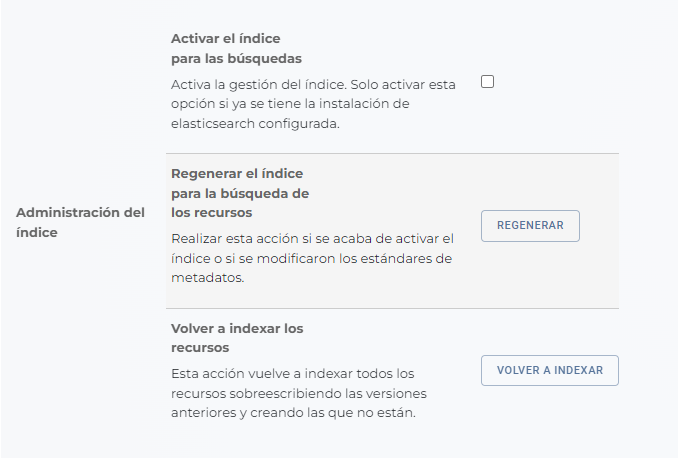 Activar el índice
para las búsquedas
Activa la gestión del índice. Solo activar esta
opción si ya se tiene la instalación de
elasticsearch configurada.
Administración del
índice
Regenerar el índice
para la búsqueda de
los recursos
Realizar esta acción si se acaba de activar el
índice o si se modificaron los estándares de
metadatos.
REGENERAR
Volver a indexar los
recursos
Esta acción vuelve a indexar todos los
recursos sobreescribiendo las versiones
anteriores y creando las que no están.
VOLVER A INDEXAR